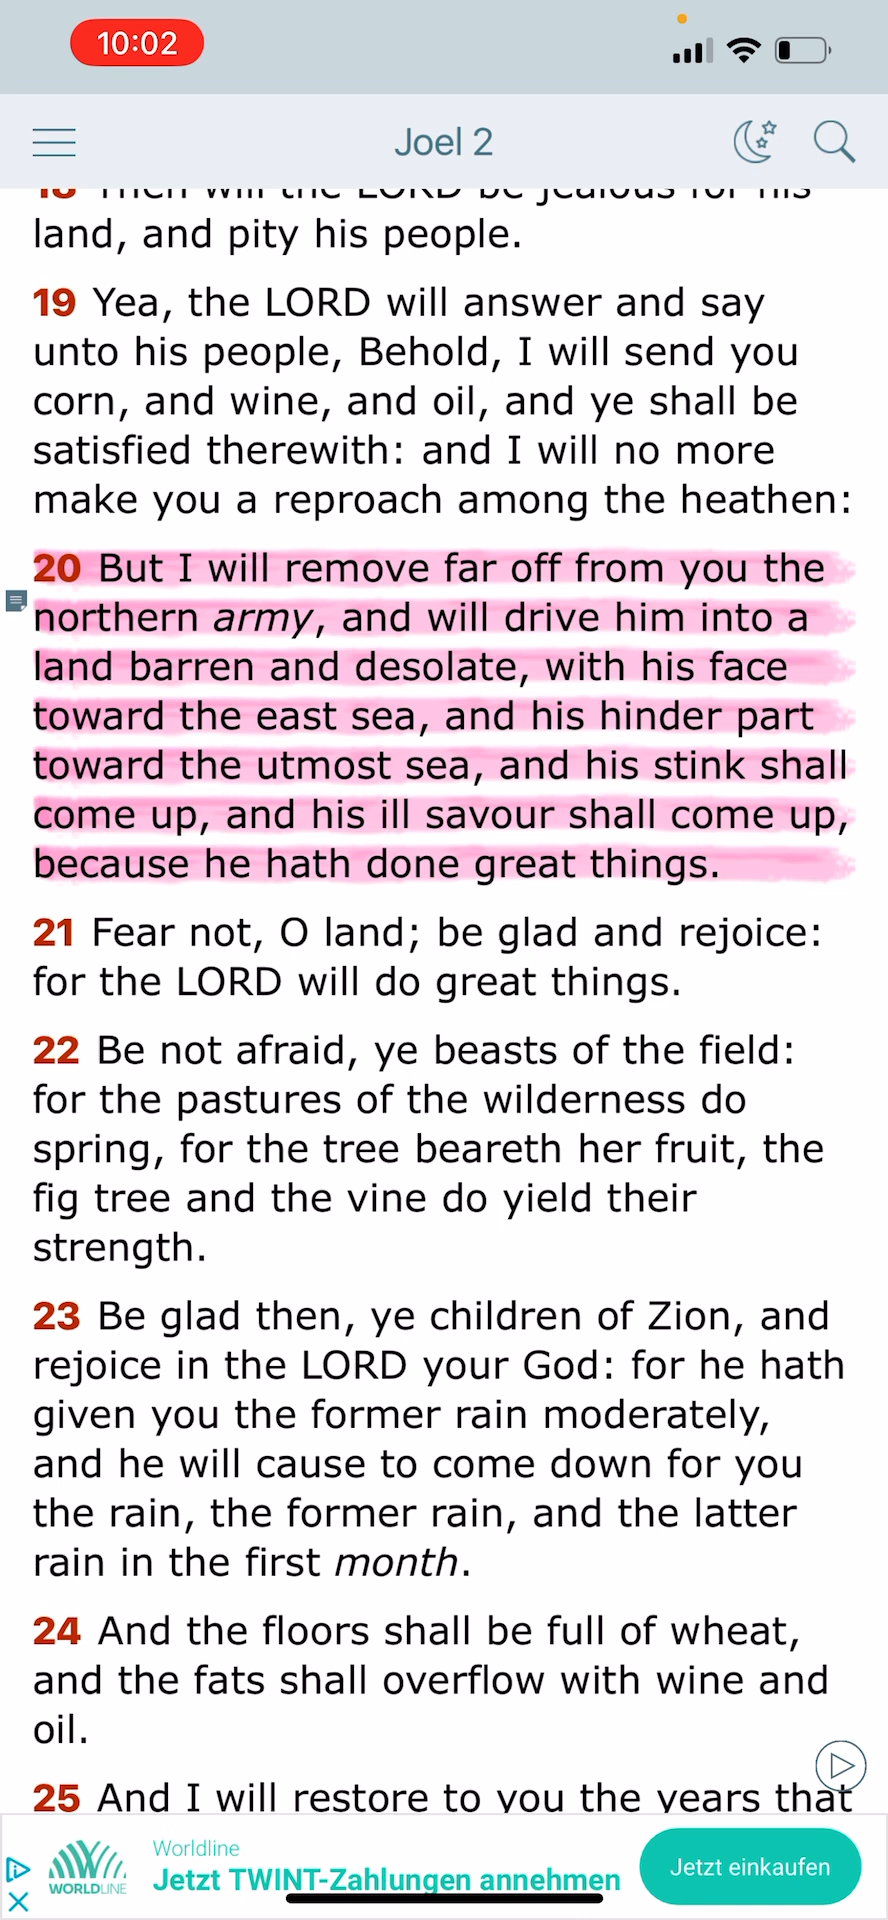 10:02
Joel 2
18 Then will the LORD be jealous for his
land, and pity his people.
19 Yea, the LORD will answer and say
unto his people, Behold, I will send you
corn, and wine, and oil, and ye shall be
satisfied therewith: and I will no more
make you a reproach among the heathen:
20 But I will remove far off from you the
northern army, and will drive him into a
land barren and desolate, with his face
toward the east sea, and his hinder part
toward the utmost sea, and his stink shall
come up, and his ill savour shall come up,
because he hath done great things.
21 Fear not, O land; be glad and rejoice:
for the LORD will do great things.
22 Be not afraid, ye beasts of the field:
for the pastures of the wilderness do
spring, for the tree beareth her fruit, the
fig tree and the vine do yield their
strength.
23 Be glad then, ye children of Zion, and
rejoice in the LORD your God: for he hath
given you the former rain moderately,
and he will cause to come down for you
the rain, the former rain, and the latter
rain in the first month.
24 And the floors shall be full of wheat,
and the fats shall overflow with wine and
oil.
25 And I will restore to you the years that
Worldline
Jetzt TWINT-Zahlungen annehmen
WORLDLINE
Jetzt einkaufen